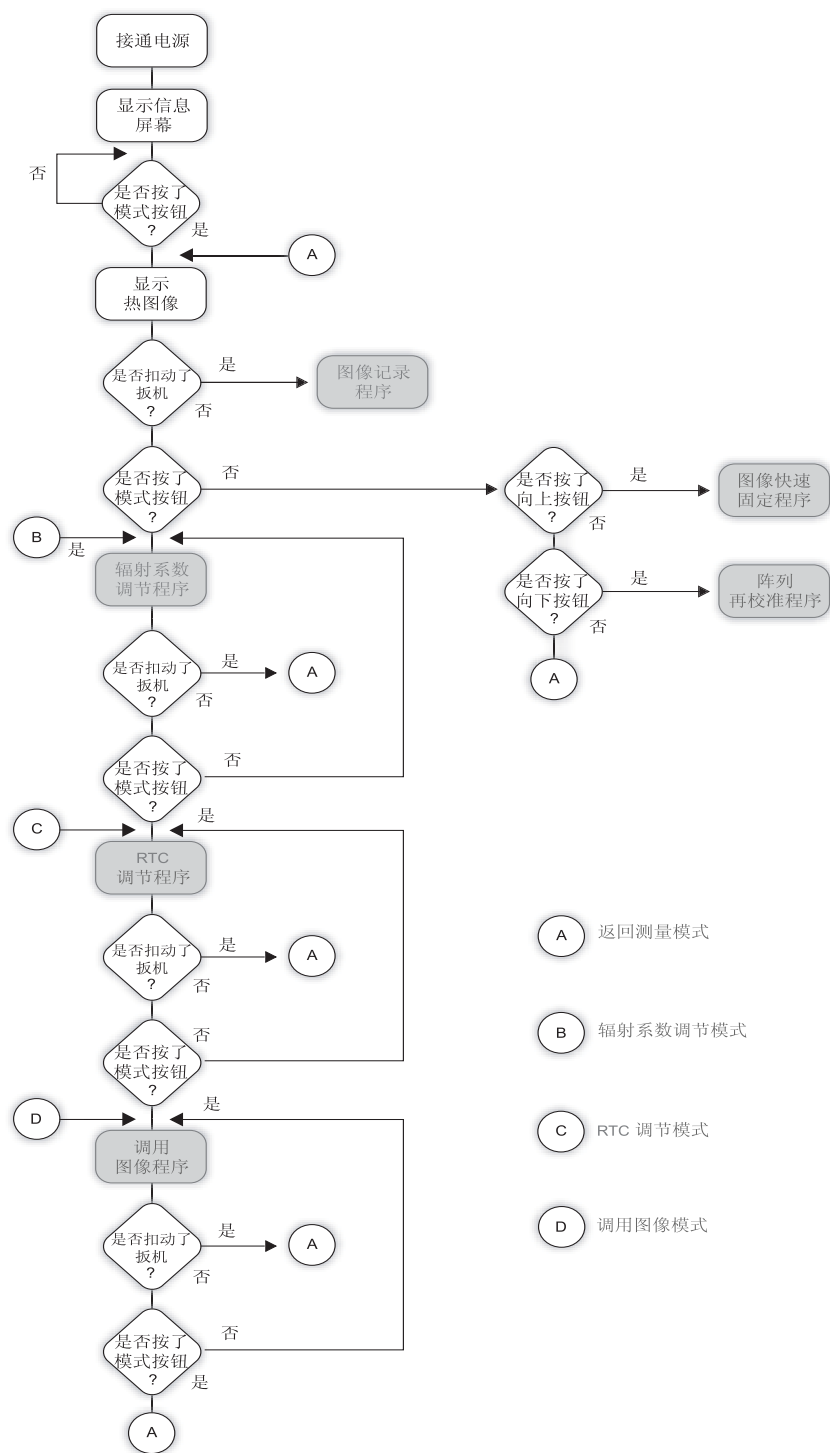 接通电源
显示信息
屏幕
否
是否按了
模式按钮
?
是
A
显示
热图像
是否扣动了
扳机
?
是
否
图像记录
程序
是否按了
模式按钮
?
否
是否按了
向上按钮
?
是
否
图像快速
固定程序
B
是
辐射系数
调节程序
是否按了
向下按钮
?
是
否
阵列
再校准程序
A
是否扣动了
扳机
?
是
否
A
是否按了
模式按钮
?
否
是
C
RTC
调节程序
是否扣动了
扳机
?
是
否
A
是否按了
模式按钮
?
否
是
D
调用
图像程序
是否扣动了
扳机
?
是
否
A
是否按了
模式按钮
?
否
是
A
A 返回测量模式
B 辐射系数调节模式
C RTC 调节模式
D 调用图像模式